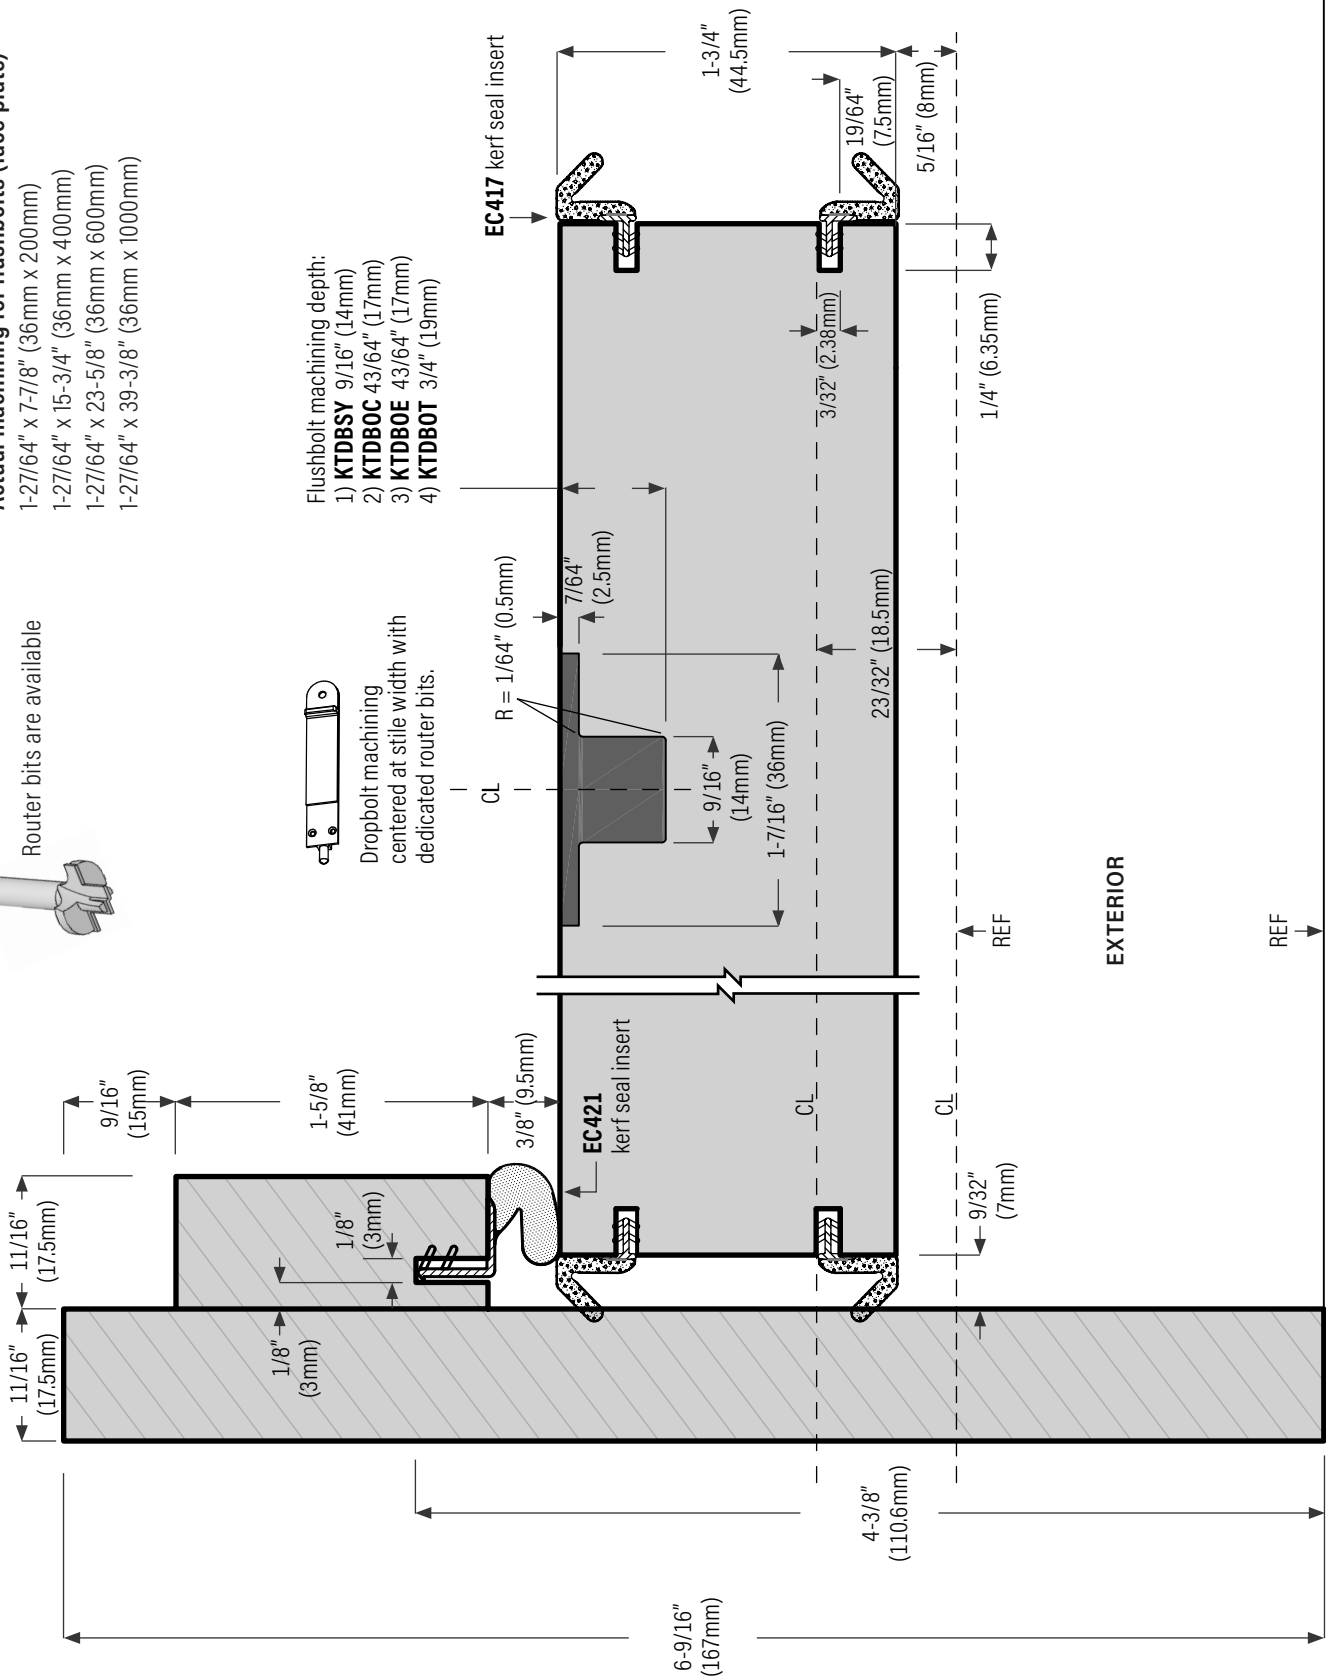 1-27/64" x 7-7/8" (36mm x 200mm)
1-27/64" x 15-3/4" (36mm x 400mm)
1-27/64" x 23-5/8" (36mm x 600mm)
1-27/64" x 39-3/8" (36mm x 1000mm)
Router bits are available
Flushbolt machining depth:
1) KTDBSY 9/16" (14mm)
2) KTDBOC 43/64" (17mm)
3) KTDBOE 43/64" (17mm)
4) KTDBOT 3/4" (19mm)
Dropbolt machining
centered at stile width with
dedicated router bits.
EC417 kerf seal insert
1-3/4"
(44.5mm)
19/64"
(7.5mm)
5/16" (8mm)
1/4" (6.35mm)
3/32" (2.38mm)
R = 1/64" (0.5mm)
7/64"
(2.5mm)
CL
9/16"
(14mm)
1-7/16" (36mm)
23/32" (18.5mm)
9/16"
(15mm)
1-5/8"
(41mm)
3/8" (9.5mm)
EC421
kerf seal insert
11/16"
(17.5mm)
11/16"
(17.5mm)
1/8"
(3mm)
1/8"
(3mm)
CL
CL
9/32"
(7mm)
REF
EXTERIOR
REF
4-3/8"
(110.6mm)
6-9/16"
(167mm)